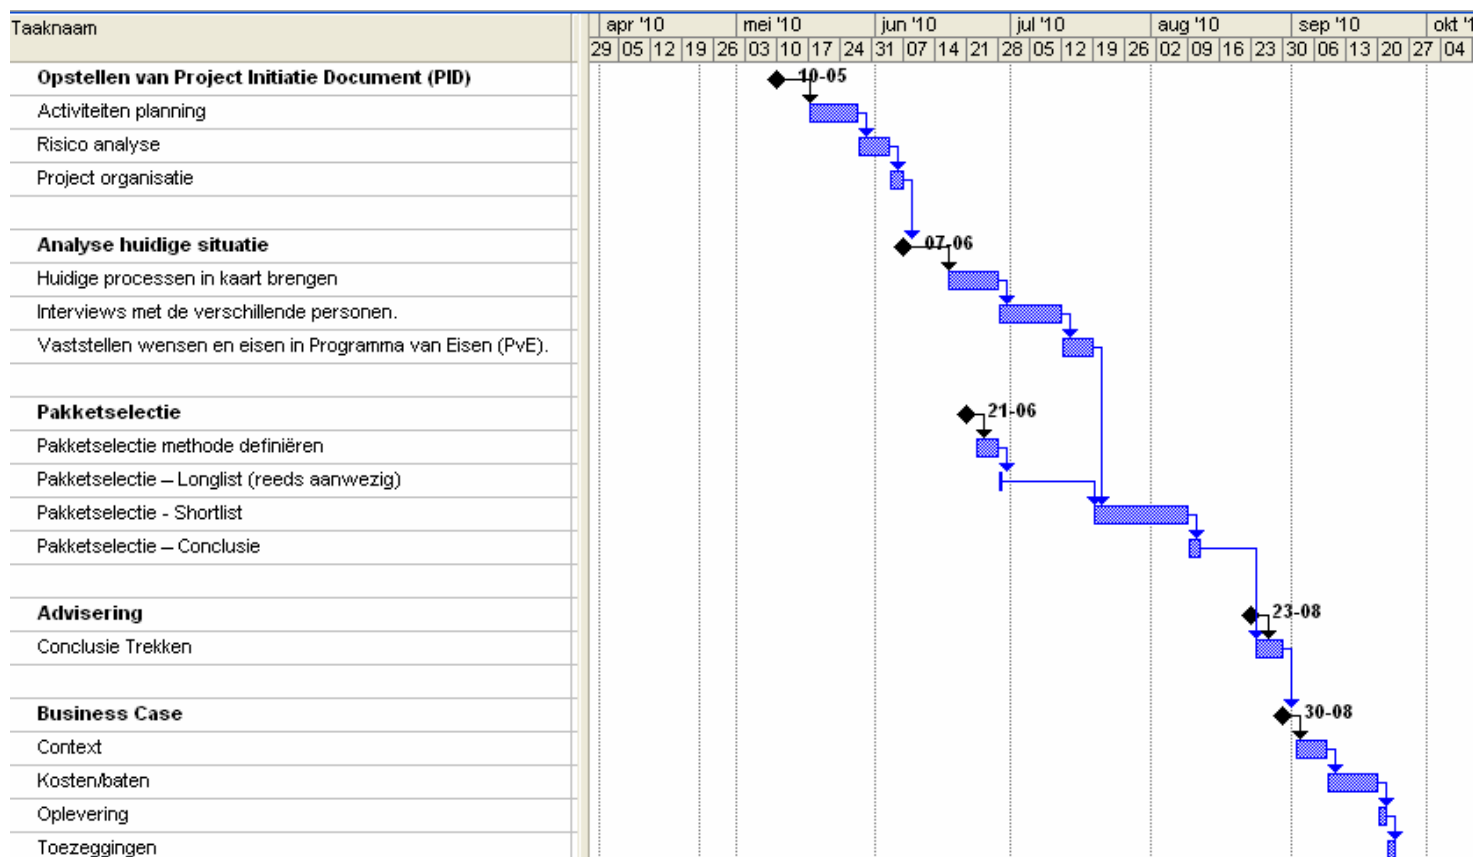 Taaknaam
apr '10 mei '10 jun '10 jul '10 aug '10 sep '10 okt '1
29 05 12 19 26 03 10 17 24 31 07 14 21 28 05 12 19 26 02 09 16 23 30 06 13 20 27 04
Opstellen van Project Initiatie Document (PID) 10-05
Activiteiten planning
Risico analyse
Project organisatie
Analyse huidige situatie 07-06
Huidige processen in kaart brengen
Interviews met de verschillende personen.
Vaststellen wensen en eisen in Programma van Eisen (PvE).
Pakketselectie 21-06
Pakketselectie methode definiëren
Pakketselectie – Longlist (reeds aanwezig)
Pakketselectie - Shortlist
Pakketselectie – Conclusie
Advisering 23-08
Conclusie Trekken
Business Case 30-08
Context
Kosten/baten
Oplevering
Toezeggingen